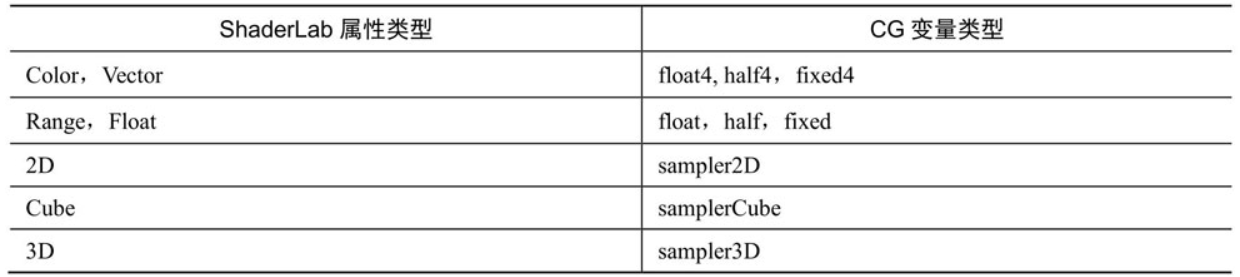 ShaderLab 属性类型 CG 变量类型
Color，Vector float4, half4，fixed4
Range，Float float，half，fixed
2D sampler2D
Cube samplerCube
3D sampler3D